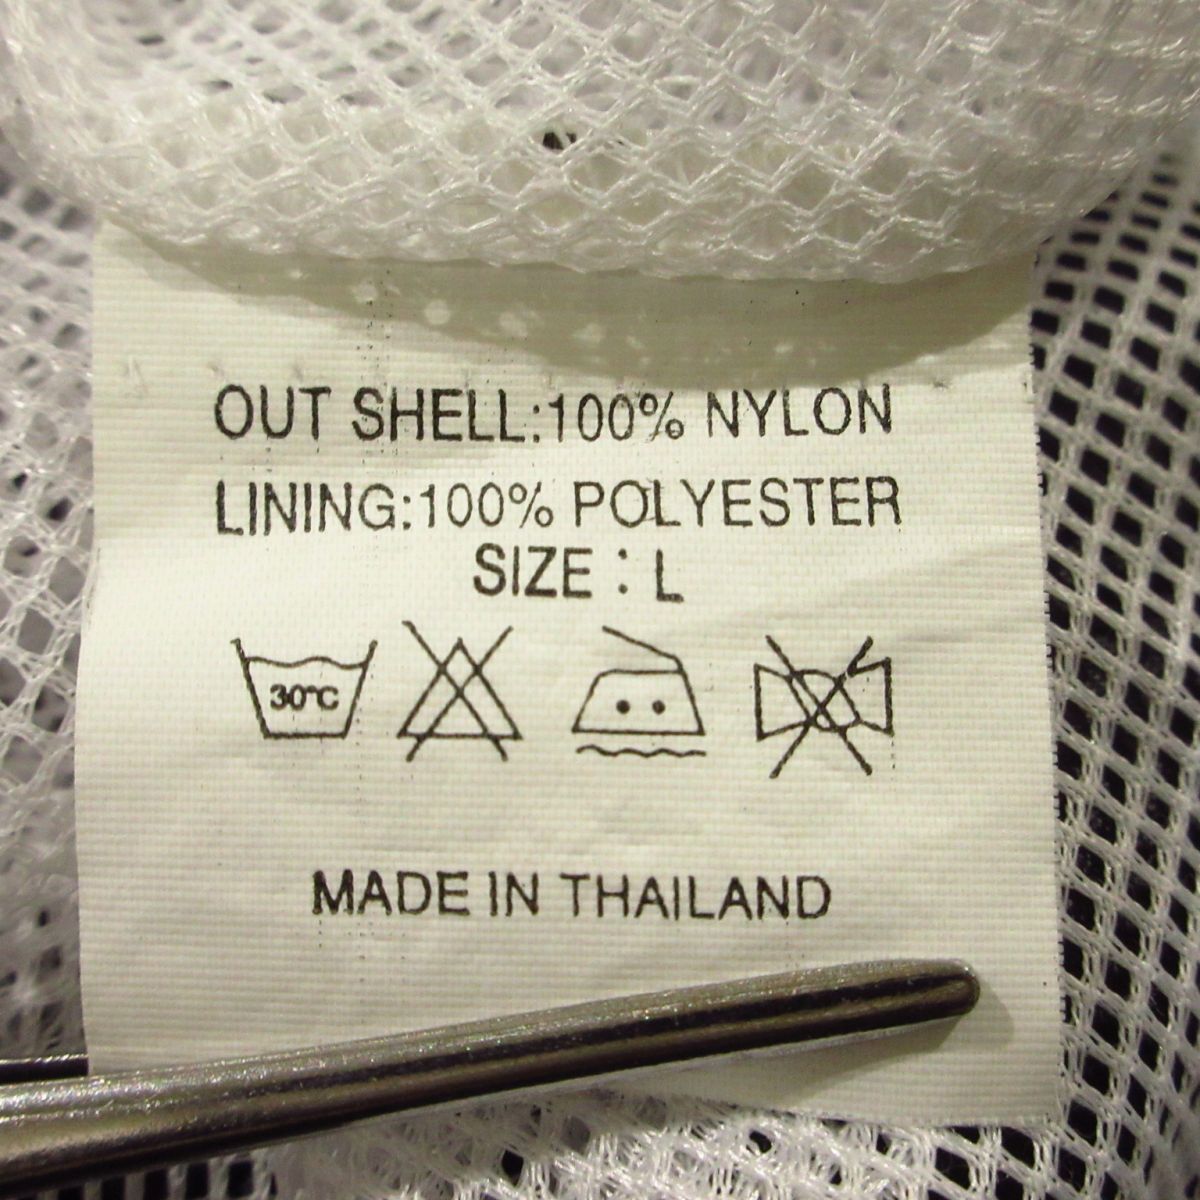 OUT SHELL:100% NYLON
LINING:100% POLYESTER
SIZE : L
30℃
MADE IN THAILAND